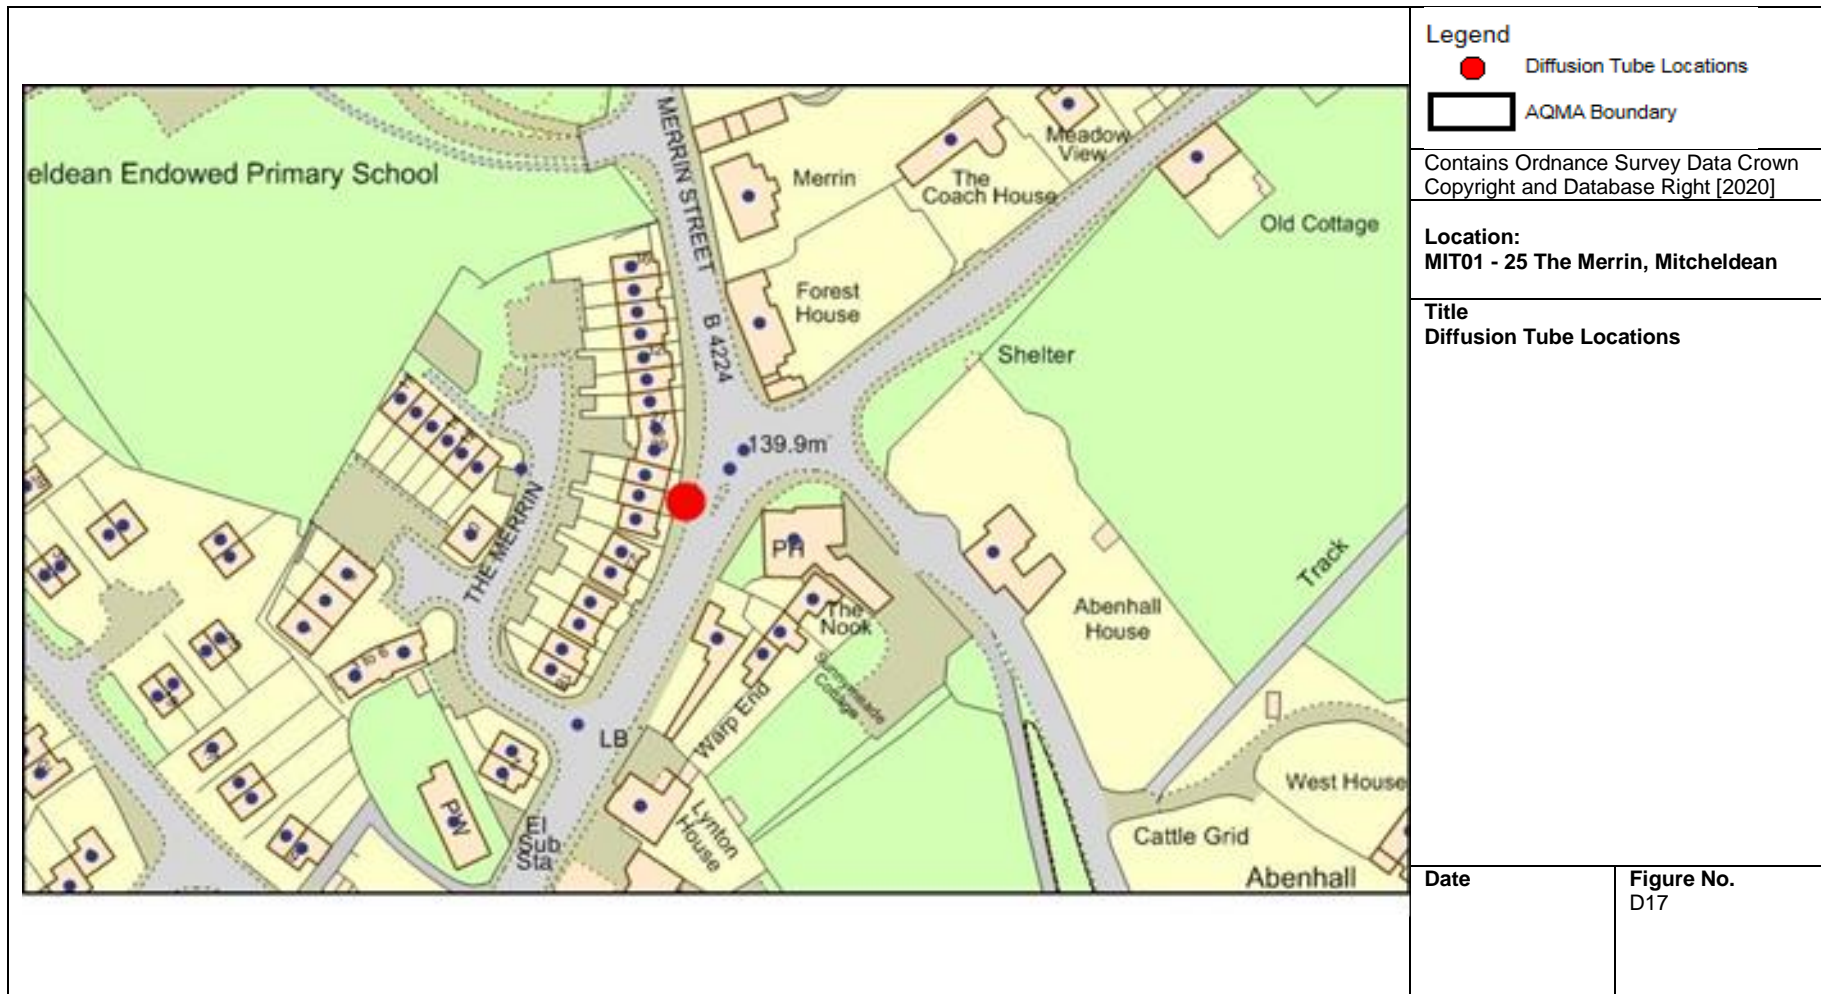 eldean Endowed Primary School
MERRIN STREET
B 4224
Merrin
The
Coach House
Meadow
View
Old Cottage
Forest
House
Shelter
139.9m
THE MERRIN
PH
The
Nook
Sunnymeade
Cottage
Abenhall
House
Track
Warp End
LB
Lynton
House
PW
El
Sub
Sta
West House
Cattle Grid
Abenhall
Legend
Diffusion Tube Locations
AQMA Boundary
Contains Ordnance Survey Data Crown
Copyright and Database Right [2020]
Location:
MIT01 - 25 The Merrin, Mitcheldean
Title
Diffusion Tube Locations
Date
Figure No.
D17